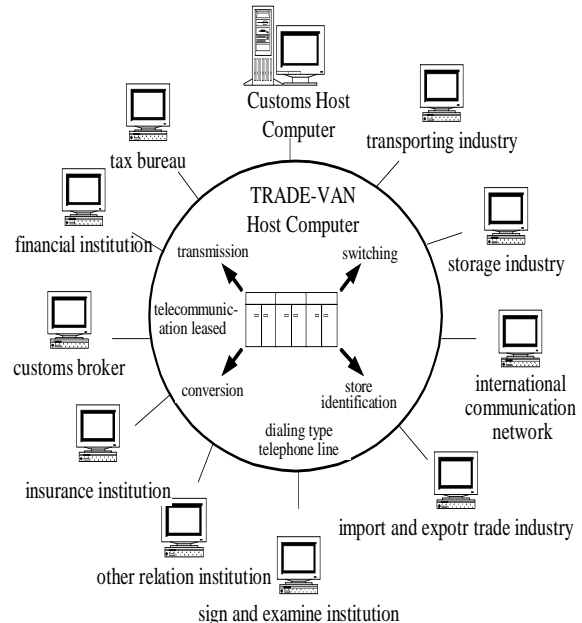 Customs Host
Computer
transporting industry
tax bureau
TRADE-VAN
Host Computer
financial institution
transmission
switching
storage industry
telecommunic-
ation leased
customs broker
conversion
store
identification
international
communication
network
dialing type
telephone line
insurance institution
import and expotr trade industry
other relation institution
sign and examine institution